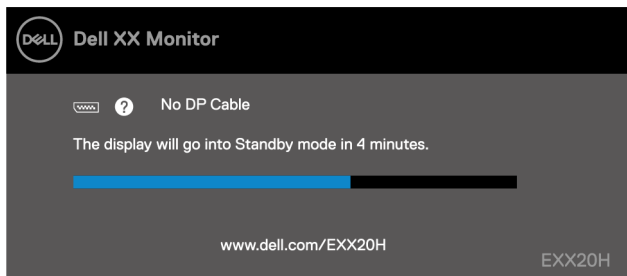 DELL Dell XX Monitor
? No DP Cable
The display will go into Standby mode in 4 minutes.
www.dell.com/EXX20H
EXX20H